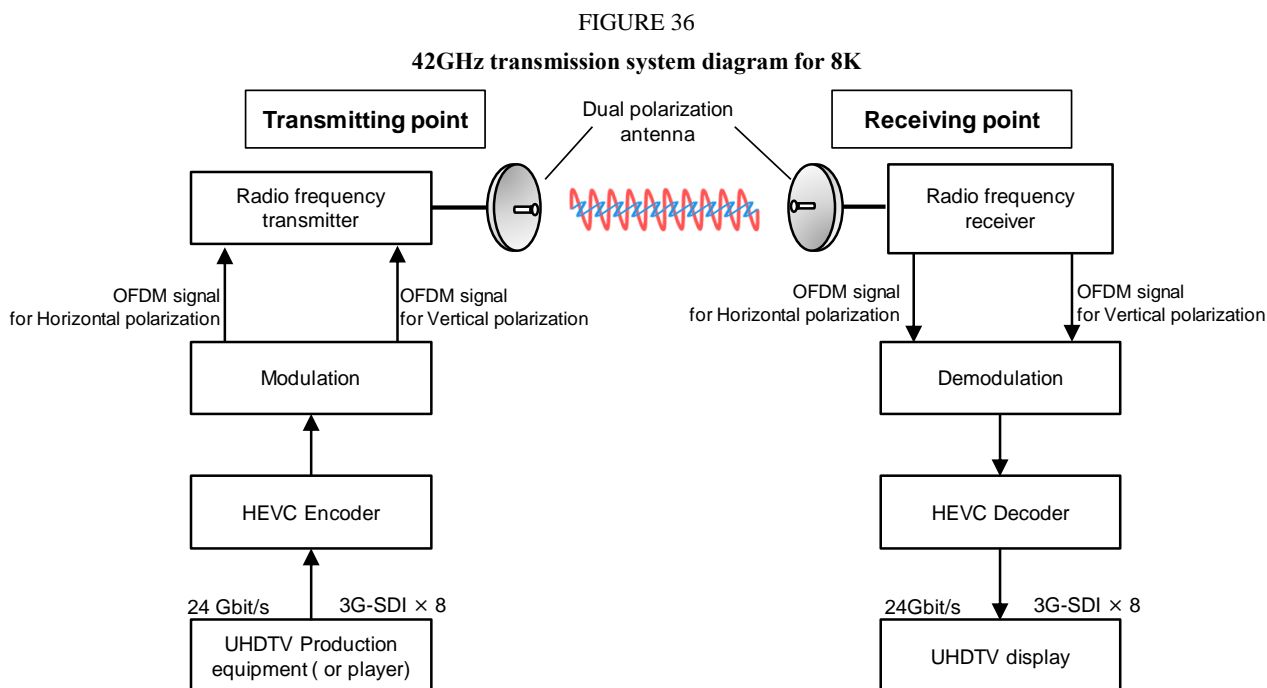 FIGURE 36
42GHz transmission system diagram for 8K
Transmitting point
Dual polarization
antenna
Receiving point
Radio frequency
transmitter
Radio frequency
receiver
OFDM signal
for Horizontal polarization
OFDM signal
for Vertical polarization
OFDM signal
for Horizontal polarization
OFDM signal
for Vertical polarization
Modulation
Demodulation
HEVC Encoder
HEVC Decoder
24 Gbit/s
3G-SDI × 8
24Gbit/s
3G-SDI × 8
UHDTV Production
equipment ( or player)
UHDTV display